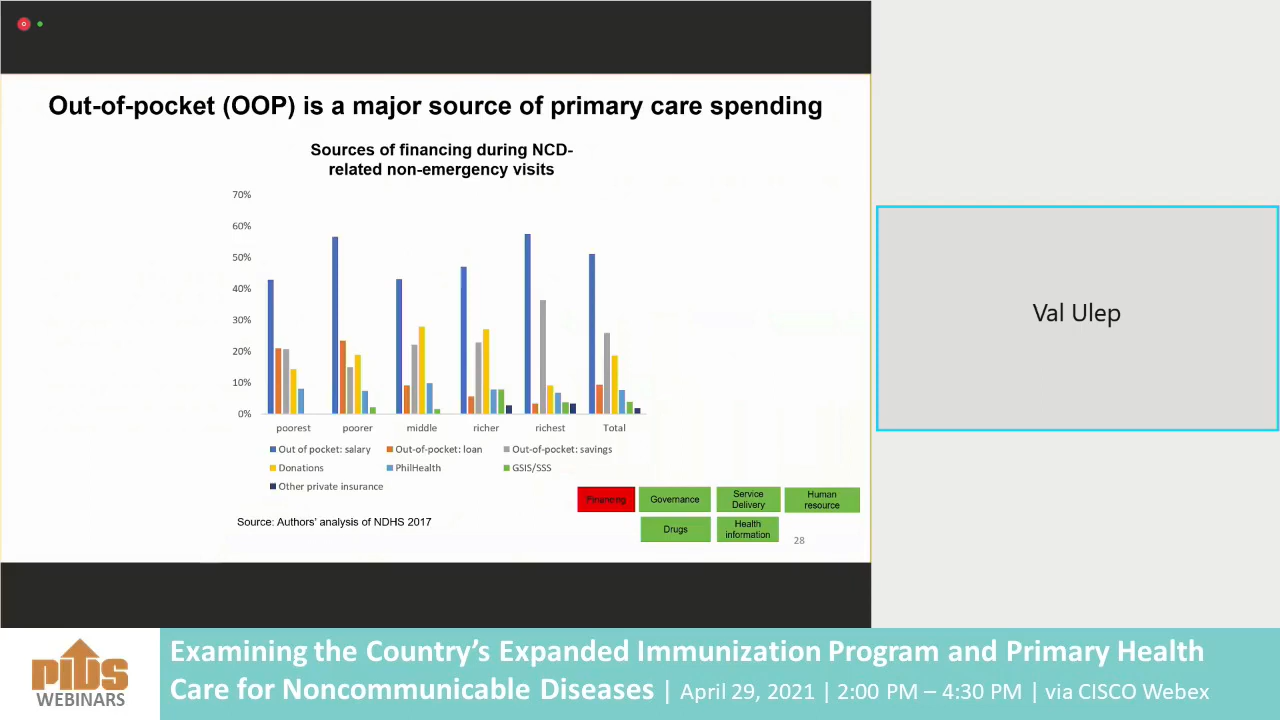 Out-of-pocket (OOP) is a major source of primary care spending
Sources of financing during NCD-
related non-emergency visits
70%
60%
50%
40%
30%
20%
10%
0%
poorest poorer middle richer richest Total
Out of pocket: salary Out-of-pocket: loan Out-of-pocket: savings
Donations PhilHealth GSIS/SSS
Other private insurance
Source: Authors' analysis of NDHS 2017
Financing Governance Service Delivery Human resource
Drugs Health information
28
Val Ulep
PIDS
WEBINARS
Examining the Country's Expanded Immunization Program and Primary Health
Care for Noncommunicable Diseases | April 29, 2021 | 2:00 PM – 4:30 PM | via CISCO Webex